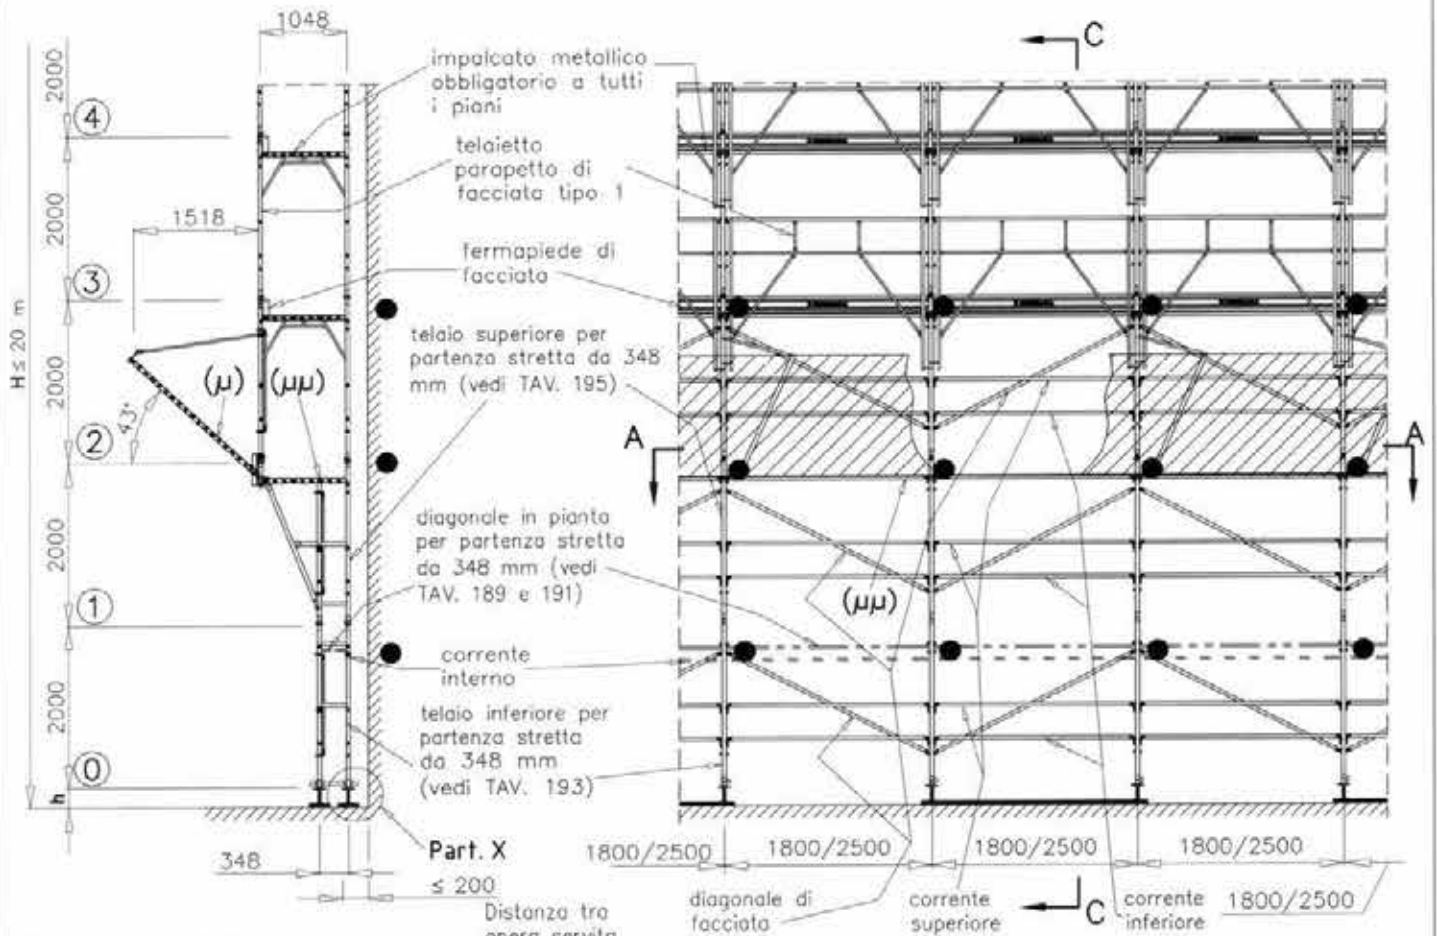 1048
C
impalcato metallico
obbligatorio a tutti
i piani
2000
4
telaietto
parapetto di
facciata tipo 1
2000
1518
fermapiede di
facciata
3
H ≤ 20 m
telaio superiore per
partenza stretta da 348
mm (vedi TAV. 195)
2000
(μ)
(μμ)
43°
2
A
A
diagonale in pianta
per partenza stretta
da 348 mm (vedi
TAV. 189 e 191)
2000
(μμ)
1
corrente
interno
2000
telaio inferiore per
partenza stretta
da 348 mm
(vedi TAV. 193)
0
h
Part. X
348
≤ 200
1800/2500
1800/2500
1800/2500
1800/2500
1800/2500
Distanza tra
opera servita
diagonale di
facciata
corrente
superiore
C
corrente
inferiore